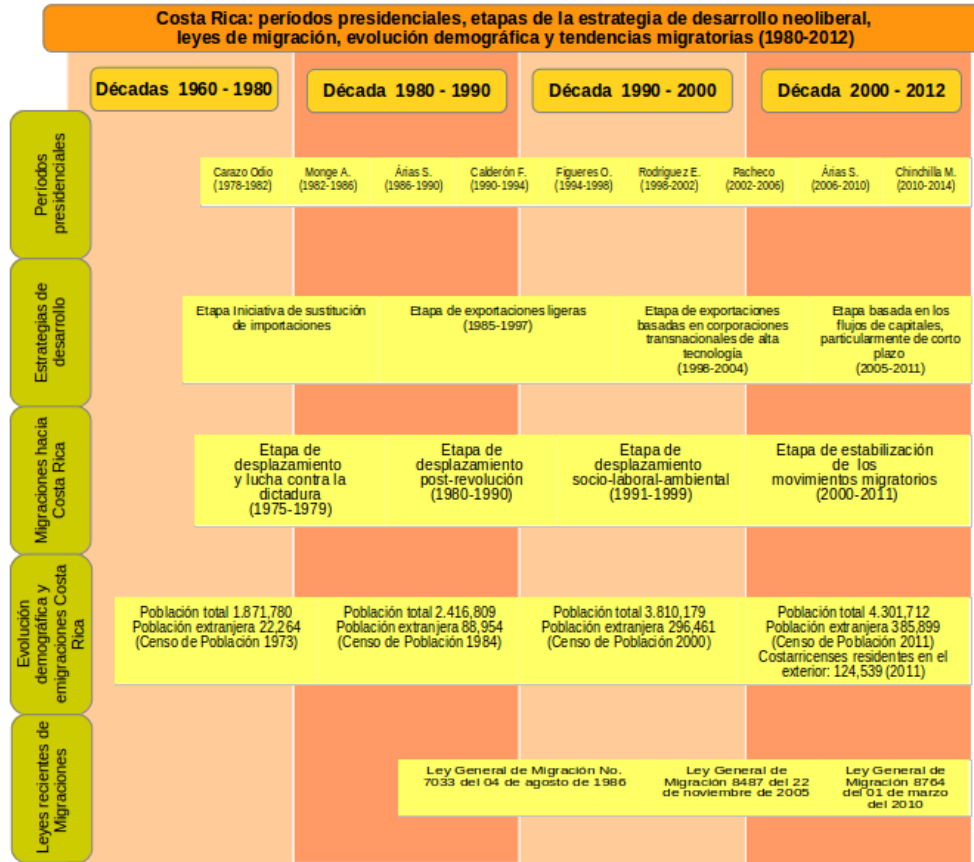 Costa Rica: períodos presidenciales, etapas de la estrategia de desarrollo neoliberal,
leyes de migración, evolución demográfica y tendencias migratorias (1980-2012)
Décadas 1960 - 1980
Década 1980 - 1990
Década 1990 - 2000
Década 2000 - 2012
Períodos
presidenciales
Carazo Odio
(1978-1982)
Monge A.
(1982-1986)
Árias S.
(1986-1990)
Calderón F.
(1990-1994)
Figueres O.
(1994-1998)
Rodríguez E.
(1998-2002)
Pacheco
(2002-2006)
Árias S.
(2006-2010)
Chinchilla M.
(2010-2014)
Estrategias de
desarrollo
Etapa Iniciativa de sustitución
de importaciones
Etapa de exportaciones ligeras
(1985-1997)
Etapa de exportaciones
basadas en corporaciones
transnacionales de alta
tecnología
(1998-2004)
Etapa basada en los
flujos de capitales,
particularmente de corto
plazo
(2005-2011)
Migraciones hacia
Costa Rica
Etapa de
desplazamiento
y lucha contra la
dictadura
(1975-1979)
Etapa de
desplazamiento
post-revolución
(1980-1990)
Etapa de
desplazamiento
socio-laboral-ambiental
(1991-1999)
Etapa de estabilización
de los
movimientos migratorios
(2000-2011)
Evolución
demográfica y
emigraciones Costa
Rica
Población total 1.871,780
Población extranjera 22,264
(Censo de Población 1973)
Población total 2.416,809
Población extranjera 88,954
(Censo de Población 1984)
Población total 3.810,179
Población extranjera 296,461
(Censo de Población 2000)
Población total 4.301,712
Población extranjera 385,899
(Censo de Población 2011)
Costarricenses residentes en el
exterior: 124,539 (2011)
Leyes recientes de
Migraciones
Ley General de Migración No.
7033 del 04 de agosto de 1986
Ley General de
Migración 8487 del 22
de noviembre de 2005
Ley General de
Migración 8764
del 01 de marzo
del 2010